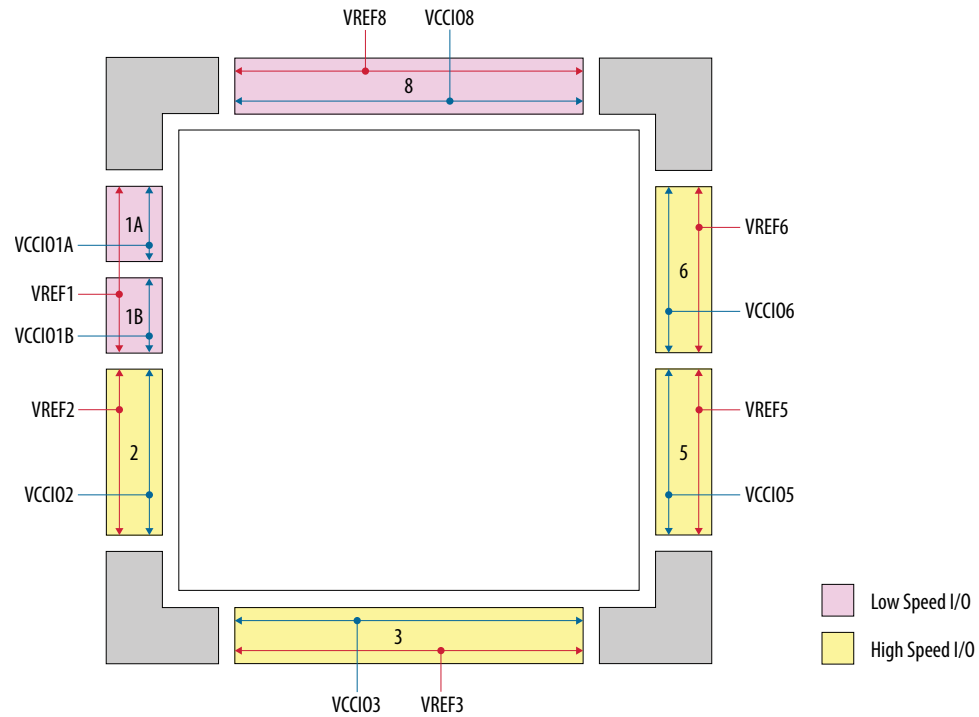 VREF8
VCCIO8
8
1A
VCCIO1A
VREF1
1B
VCCIO1B
VREF2
2
VCCIO2
VREF6
6
VCCIO6
VREF5
5
VCCIO5
Low Speed I/O
High Speed I/O
3
VCCIO3
VREF3